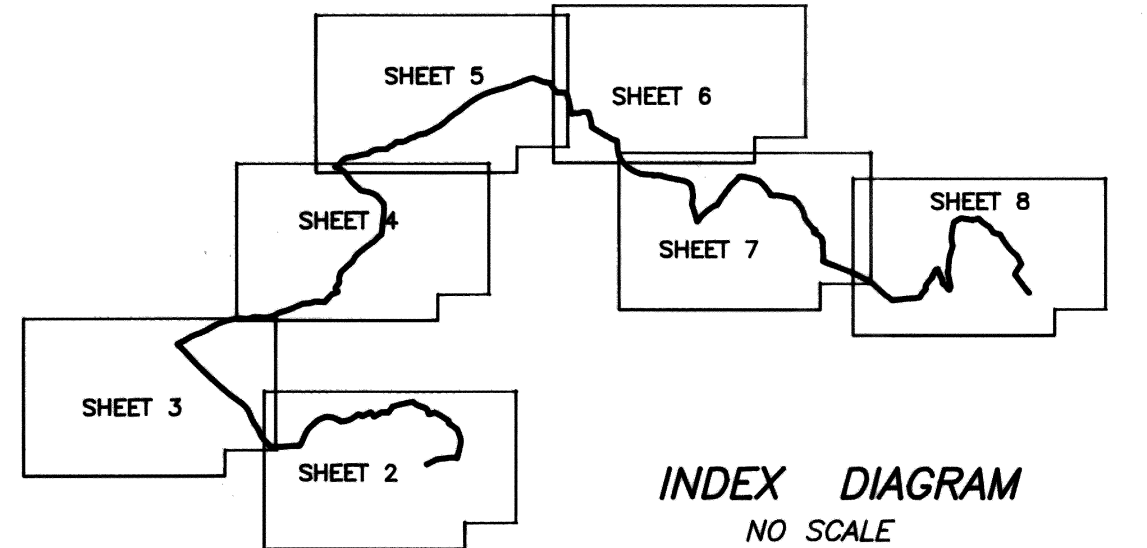 SHEET 5
SHEET 6
SHEET 4
SHEET 7
SHEET 8
SHEET 3
SHEET 2
INDEX DIAGRAM
NO SCALE